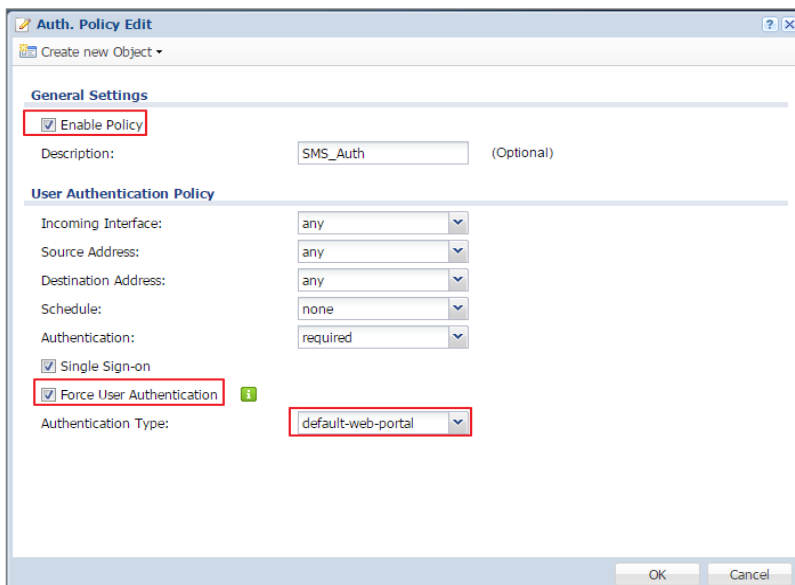 Auth. Policy Edit
Create new Object
General Settings
Enable Policy
Description: SMS_Auth (Optional)
User Authentication Policy
Incoming Interface: any
Source Address: any
Destination Address: any
Schedule: none
Authentication: required
Single Sign-on
Force User Authentication
Authentication Type: default-web-portal
OK Cancel